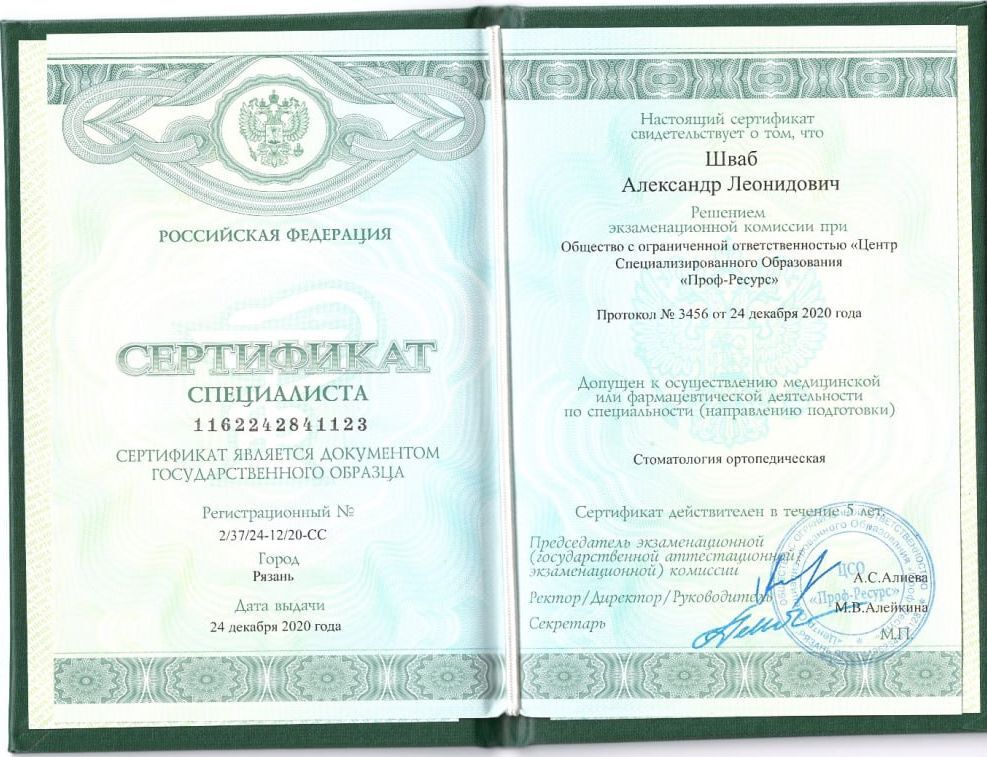 РОССИЙСКАЯ ФЕДЕРАЦИЯ
СЕРТИФИКАТ
СПЕЦИАЛИСТА
1162242841123
СЕРТИФИКАТ ЯВЛЯЕТСЯ ДОКУМЕНТОМ
ГОСУДАРСТВЕННОГО ОБРАЗЦА
Регистрационный №
2/37/24-12/20-СС
Город
Рязань
Дата выдачи
24 декабря 2020 года
Настоящий сертификат
свидетельствует о том, что
Шваб
Александр Леонидович
Решением
экзаменационной комиссии при
Общество с ограниченной ответственностью «Центр
Специализированного Образования
«Проф-Ресурс»
Протокол № 3456 от 24 декабря 2020 года
Допущен к осуществлению медицинской
или фармацевтической деятельности
по специальности (направлению подготовки)
Стоматология ортопедическая
Сертификат действителен в течение 5 лет.
Председатель экзаменационной
(государственной аттестационной,
экзаменационной) комиссии
А.С.Алиева
Ректор/Директор/Руководитель
М.В.Алейкина
Секретарь
М.П.
ЦСО
«Проф-Ресурс»